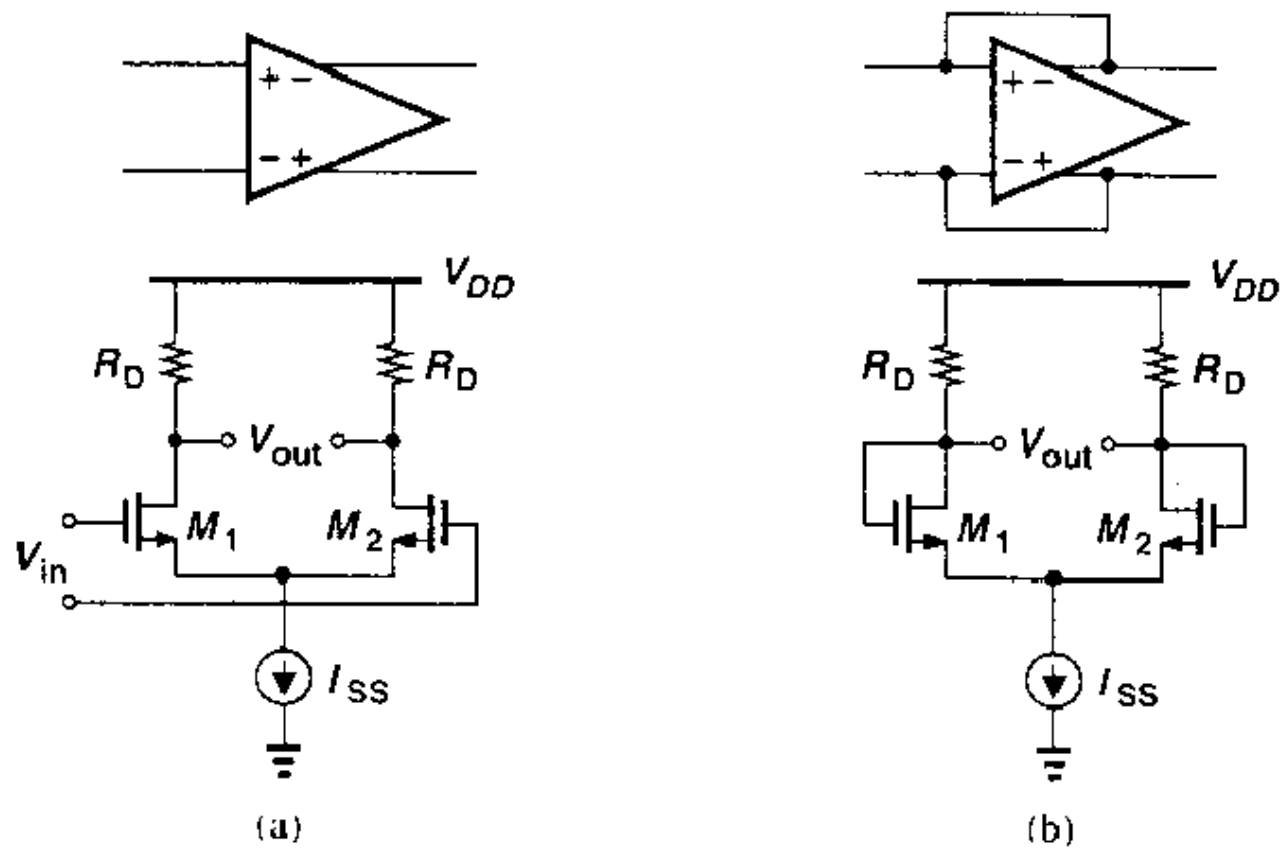 + −
− +
+ −
− +
V_DD
R_D
R_D
V_out
M_1
M_2
V_in
I_SS
(a)
V_DD
R_D
R_D
V_out
M_1
M_2
I_SS
(b)